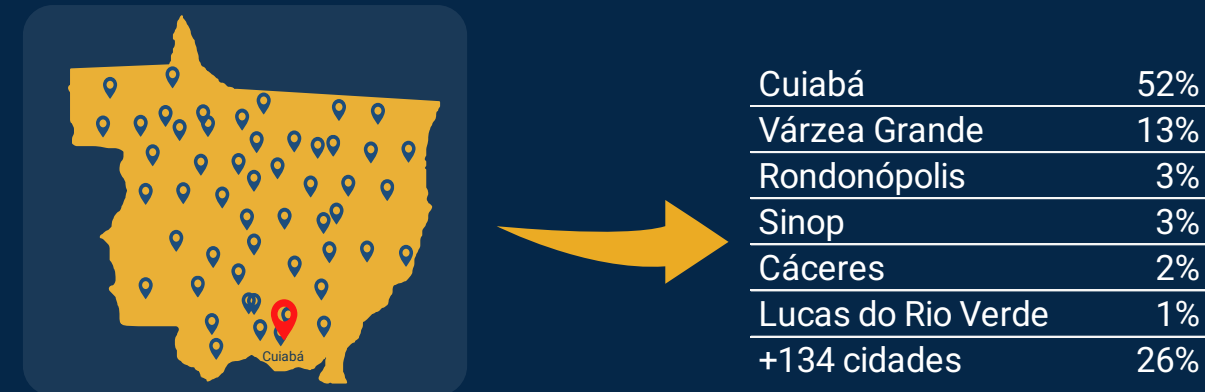 Cuiabá
Cuiabá 52%
Várzea Grande 13%
Rondonópolis 3%
Sinop 3%
Cáceres 2%
Lucas do Rio Verde 1%
+134 cidades 26%